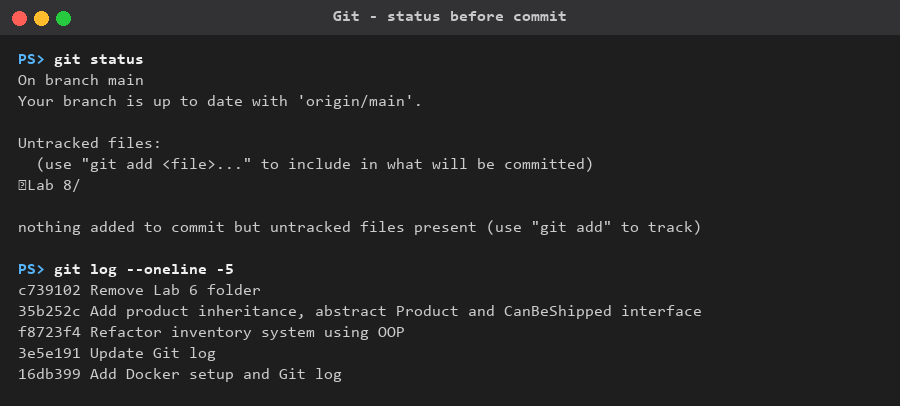 Git - status before commit
PS> git status
On branch main
Your branch is up to date with 'origin/main'.
Untracked files:
(use "git add <file>..." to include in what will be committed)
Lab 8/
nothing added to commit but untracked files present (use "git add" to track)
PS> git log --oneline -5
c739102 Remove Lab 6 folder
35b252c Add product inheritance, abstract Product and CanBeShipped interface
f8723f4 Refactor inventory system using OOP
3e5e191 Update Git log
16db399 Add Docker setup and Git log